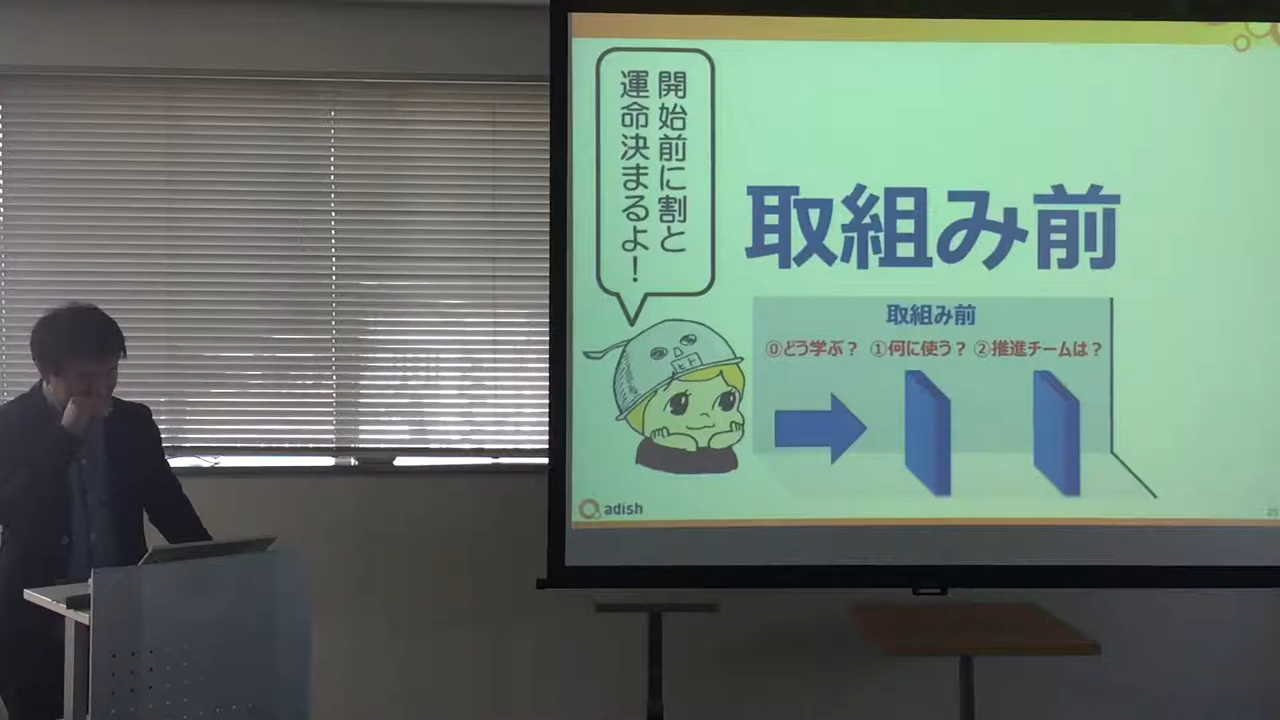 開始前に割と
運命決まるよ！
取組み前
取組み前
⓪どう学ぶ？ ①何に使う？ ②推進チームは？
ヒト
adish